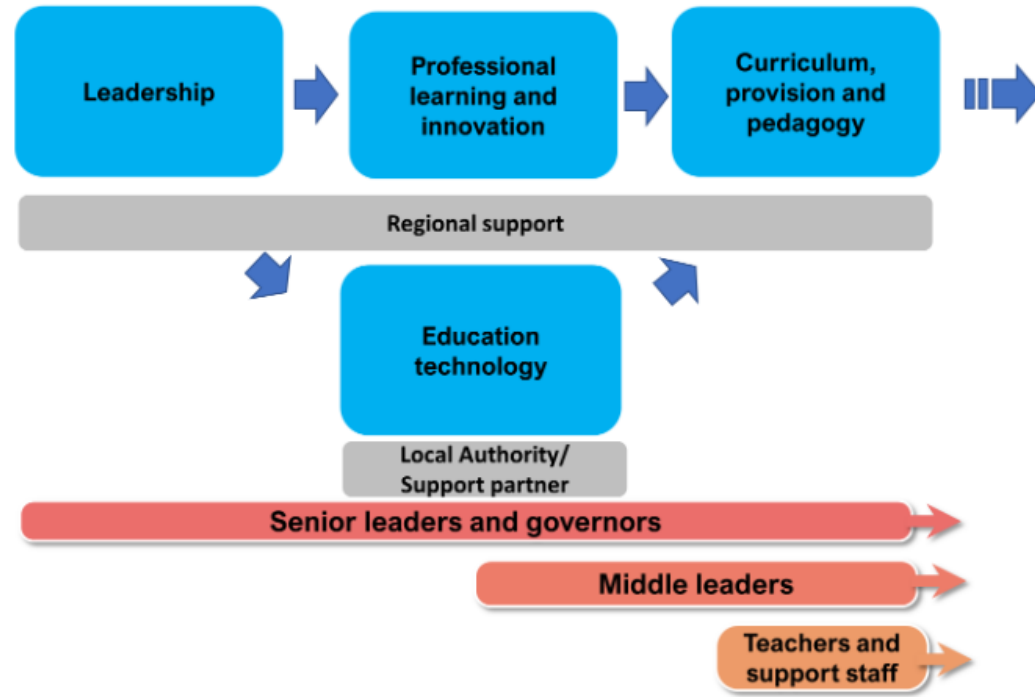 Leadership
Professional
learning and
innovation
Curriculum,
provision and
pedagogy
Regional support
Education
technology
Local Authority/
Support partner
Senior leaders and governors
Middle leaders
Teachers and
support staff